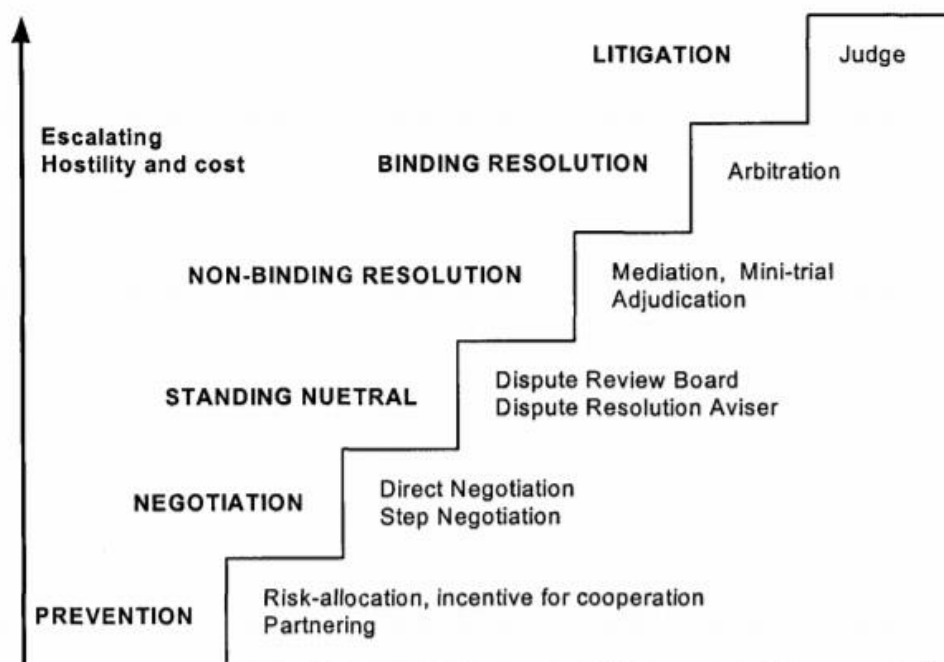 LITIGATION
Judge
Escalating
Hostility and cost
BINDING RESOLUTION
Arbitration
NON-BINDING RESOLUTION
Mediation, Mini-trial
Adjudication
STANDING NUETRAL
Dispute Review Board
Dispute Resolution Aviser
NEGOTIATION
Direct Negotiation
Step Negotiation
PREVENTION
Risk-allocation, incentive for cooperation
Partnering